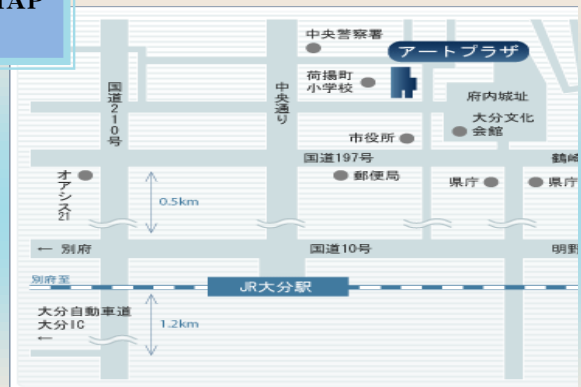 MAP
中央警察署
アートプラザ
荷揚町
小学校
国道210号
中央通り
府内城址
大分文化
会館
市役所
国道197号
鶴崎
オアシス21
郵便局
県庁
県庁
0.5km
← 別府
国道10号
明野
別府至
JR大分駅
大分自動車道
大分IC
←
1.2km